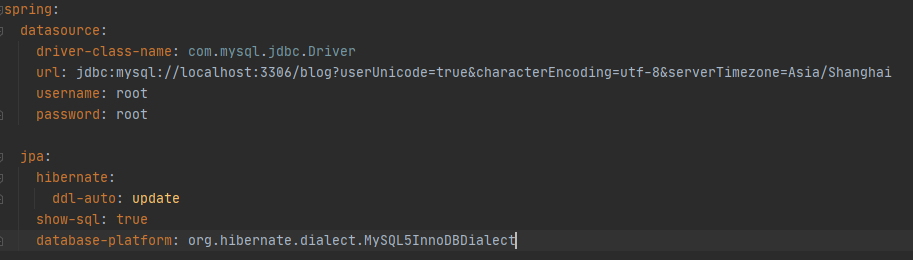 spring:
  datasource:
    driver-class-name: com.mysql.jdbc.Driver
    url: jdbc:mysql://localhost:3306/blog?userUnicode=true&characterEncoding=utf-8&serverTimezone=Asia/Shanghai
    username: root
    password: root

  jpa:
    hibernate:
      ddl-auto: update
    show-sql: true
    database-platform: org.hibernate.dialect.MySQL5InnoDBDialect